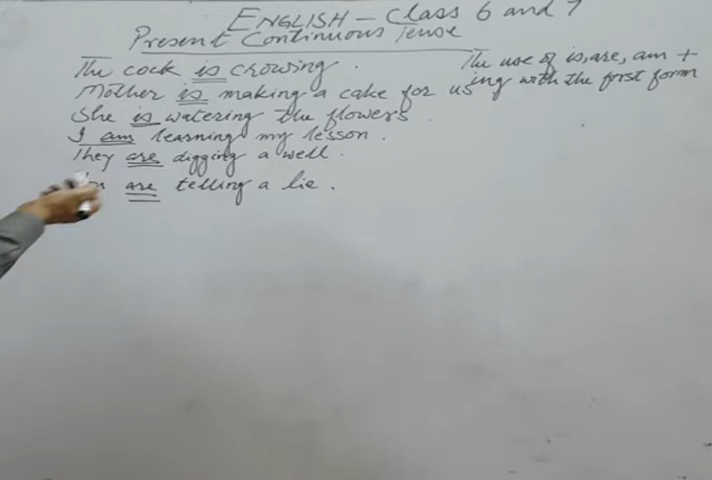 ENGLISH - Class 6 and 7
Present Continuous Tense
The cock is crowing.
The use of is, are, am +
ing with the first form
Mother is making a cake for us
She is watering the flowers.
I am learning my lesson.
They are digging a well.
are telling a lie.